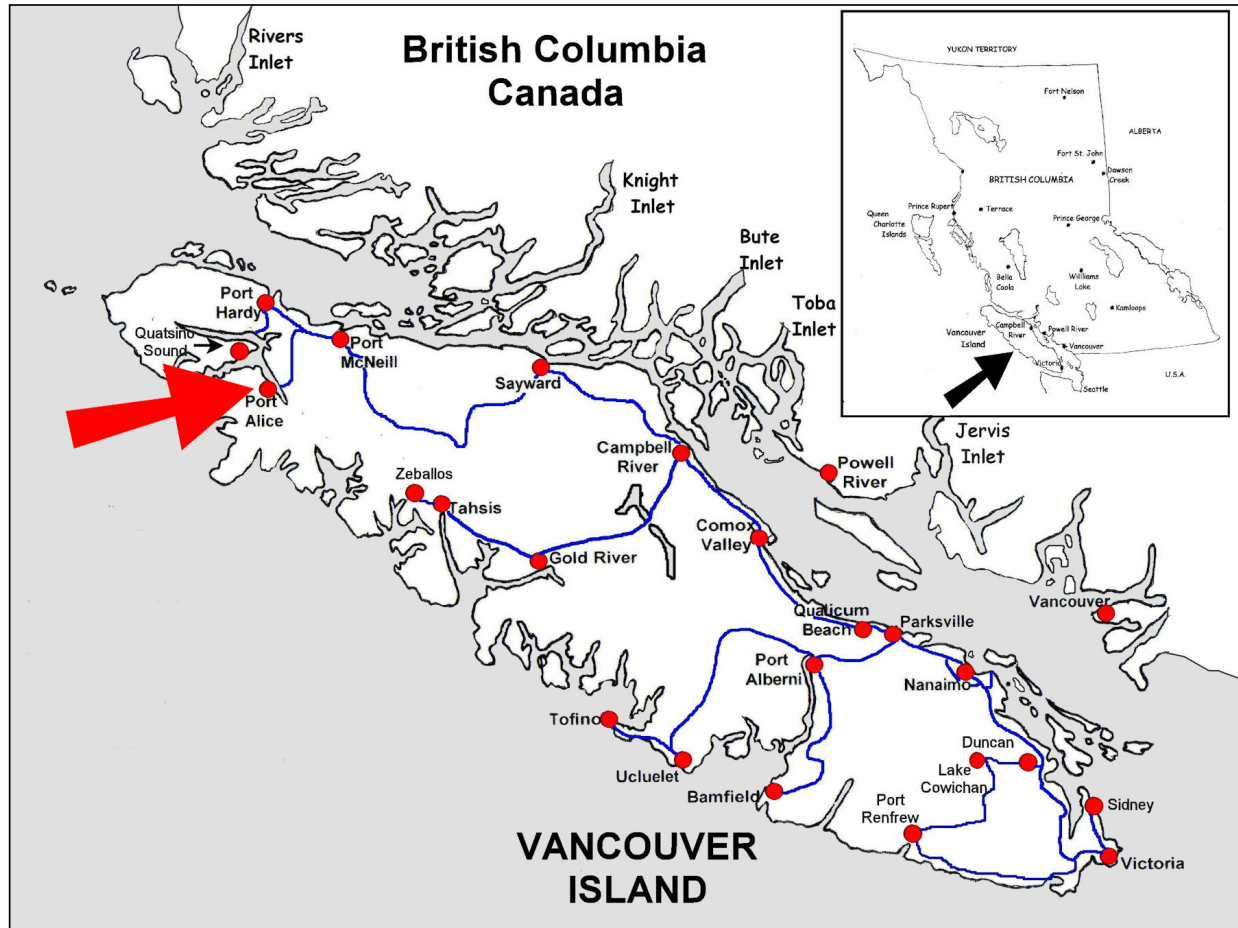 British Columbia
Canada
Rivers
Inlet
Knight
Inlet
Bute
Inlet
Toba
Inlet
Jervis
Inlet
Port
Hardy
Quatsino
Sound
Port
McNeill
Port
Alice
Sayward
Campbell
River
Powell
River
Zeballos
Tahsis
Gold River
Comox
Valley
Qualicum
Beach
Parksville
Vancouver
Port
Alberni
Nanaimo
Tofino
Ucluelet
Bamfield
Duncan
Lake
Cowichan
Port
Renfrew
Sidney
Victoria
VANCOUVER
ISLAND
YUKON TERRITORY
Fort Nelson
ALBERTA
Fort St. John
Dawson
Creek
BRITISH COLUMBIA
Prince Rupert
Terrace
Queen
Charlotte
Islands
Prince George
Bella
Coola
Williams
Lake
Kamloops
Campbell
River
Powell River
Vancouver
Island
Vancouver
Victoria
Seattle
U.S.A.